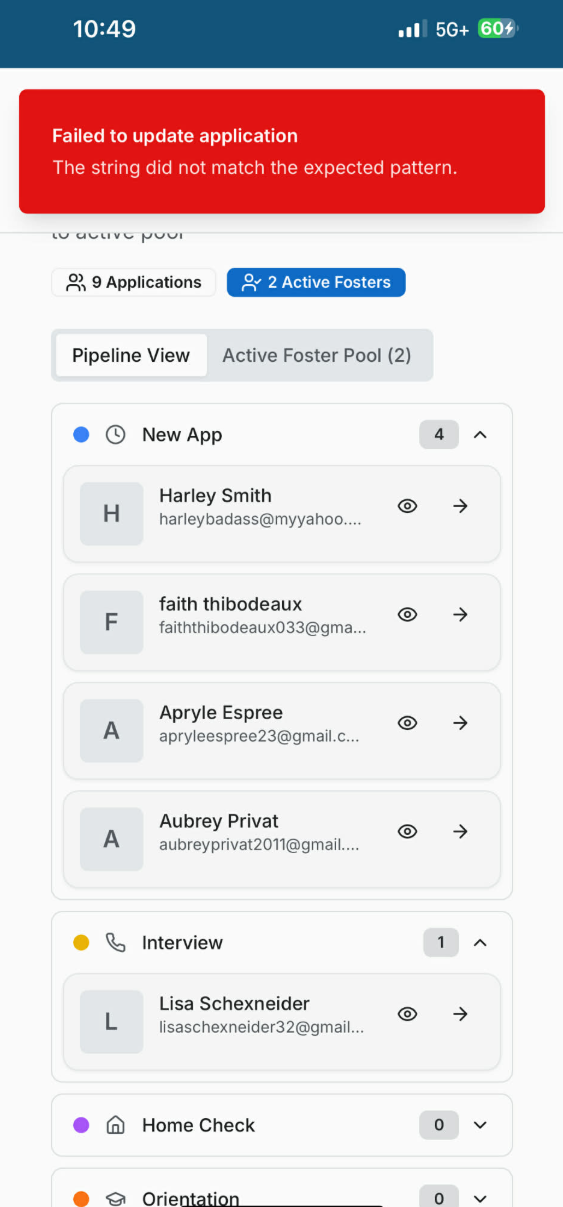 10:49
5G+ 60
Failed to update application
The string did not match the expected pattern.
to active pool
9 Applications
2 Active Fosters
Pipeline View
Active Foster Pool (2)
New App
4
H
Harley Smith
harleybadass@myyahoo....
F
faith thibodeaux
faiththibodeaux033@gma...
A
Apryle Espree
apryleespree23@gmail.c...
A
Aubrey Privat
aubreyprivat2011@gmail....
Interview
1
L
Lisa Schexneider
lisaschexneider32@gmail...
Home Check
0
Orientation
0